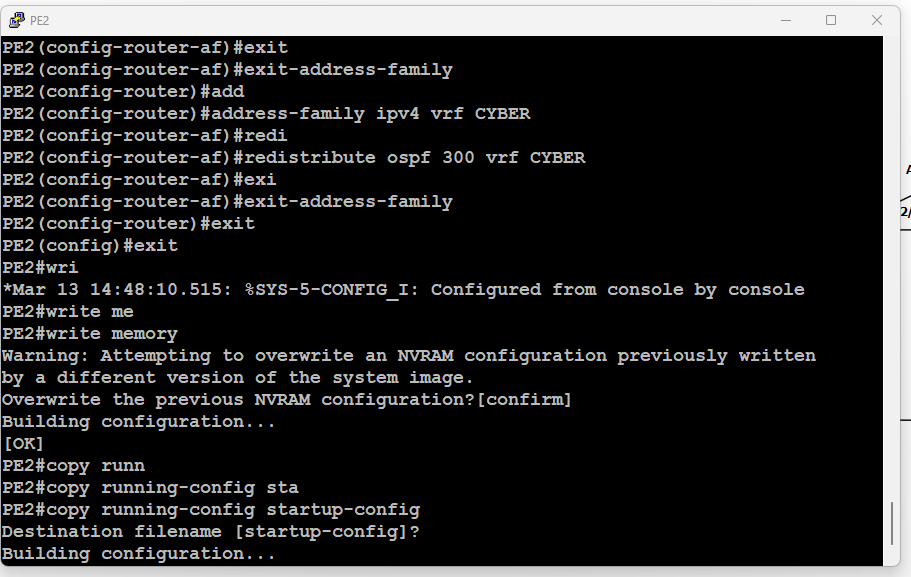 PE2
PE2(config-router-af)#exit
PE2(config-router-af)#exit-address-family
PE2(config-router)#add
PE2(config-router)#address-family ipv4 vrf CYBER
PE2(config-router-af)#redi
PE2(config-router-af)#redistribute ospf 300 vrf CYBER
PE2(config-router-af)#exi
PE2(config-router-af)#exit-address-family
PE2(config-router)#exit
PE2(config)#exit
PE2#wri
*Mar 13 14:48:10.515: %SYS-5-CONFIG_I: Configured from console by console
PE2#write me
PE2#write memory
Warning: Attempting to overwrite an NVRAM configuration previously written
by a different version of the system image.
Overwrite the previous NVRAM configuration?[confirm]
Building configuration...
[OK]
PE2#copy runn
PE2#copy running-config sta
PE2#copy running-config startup-config
Destination filename [startup-config]?
Building configuration...
2/